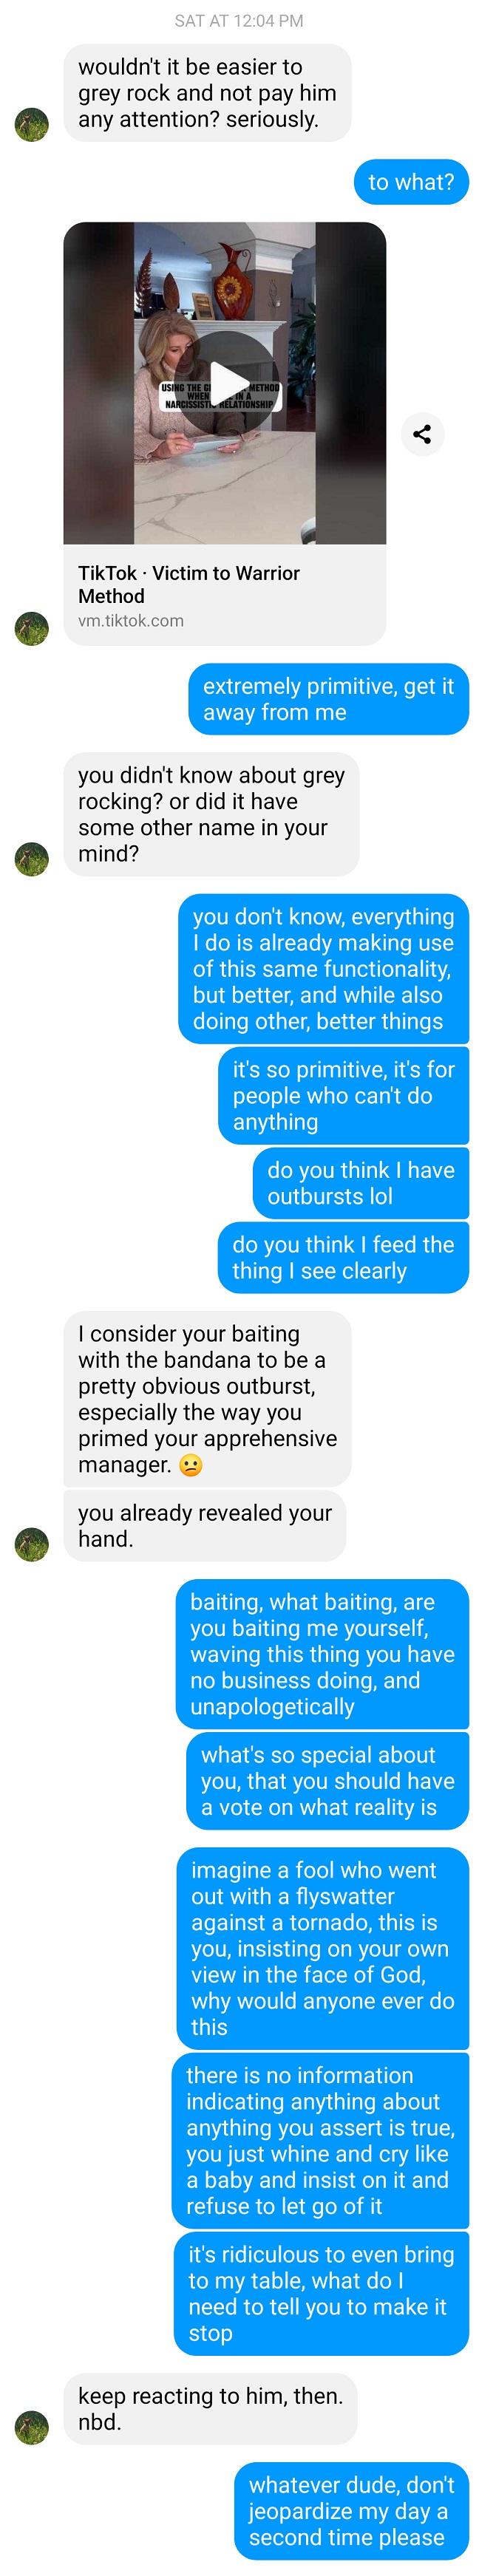 SAT AT 12:04 PM
wouldn't it be easier to
grey rock and not pay him
any attention? seriously.
to what?
USING THE
METHOD
WHEN
IN A
NARCISSISTIC RELATIONSHIP
TikTok · Victim to Warrior
Method
vm.tiktok.com
extremely primitive, get it
away from me
you didn't know about grey
rocking? or did it have
some other name in your
mind?
you don't know, everything
I do is already making use
of this same functionality,
but better, and while also
doing other, better things
it's so primitive, it's for
people who can't do
anything
do you think I have
outbursts lol
do you think I feed the
thing I see clearly
I consider your baiting
with the bandana to be a
pretty obvious outburst,
especially the way you
primed your apprehensive
manager. 😕
you already revealed your
hand.
baiting, what baiting, are
you baiting me yourself,
waving this thing you have
no business doing, and
unapologetically
what's so special about
you, that you should have
a vote on what reality is
imagine a fool who went
out with a flyswatter
against a tornado, this is
you, insisting on your own
view in the face of God,
why would anyone ever do
this
there is no information
indicating anything about
anything you assert is true,
you just whine and cry like
a baby and insist on it and
refuse to let go of it
it's ridiculous to even bring
to my table, what do I
need to tell you to make it
stop
keep reacting to him, then.
nbd.
whatever dude, don't
jeopardize my day a
second time please